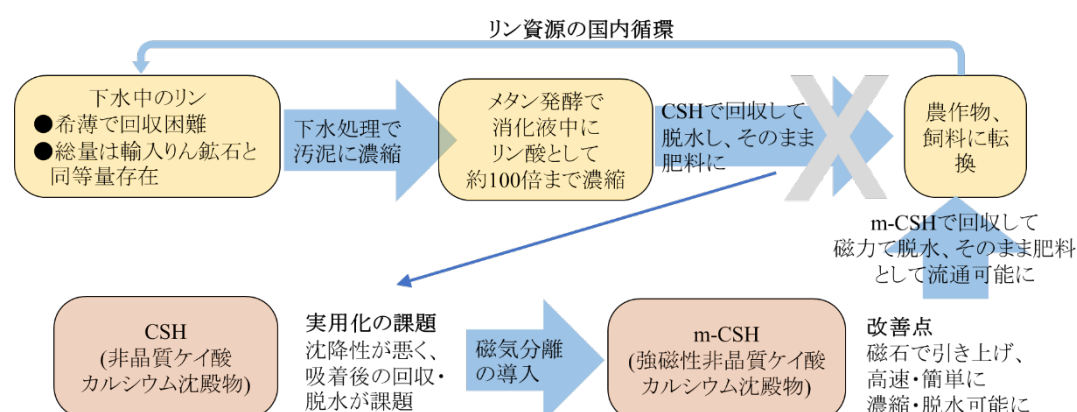 リン資源の国内循環
下水中のリン
●希薄で回収困難
●総量は輸入りん鉱石と
同等量存在
下水処理で
汚泥に濃縮
メタン発酵で
消化液中に
リン酸として
約100倍まで濃縮
CSHで回収して
脱水し、そのまま
肥料に
農作物、
飼料に転
換
m-CSHで回収して
磁力で脱水、そのまま肥料
として流通可能に
CSH
(非晶質ケイ酸
カルシウム沈殿物)
実用化の課題
沈降性が悪く、
吸着後の回収・
脱水が課題
磁気分離
の導入
m-CSH
(強磁性非晶質ケイ酸
カルシウム沈殿物)
改善点
磁石で引き上げ、
高速・簡単に
濃縮・脱水可能に